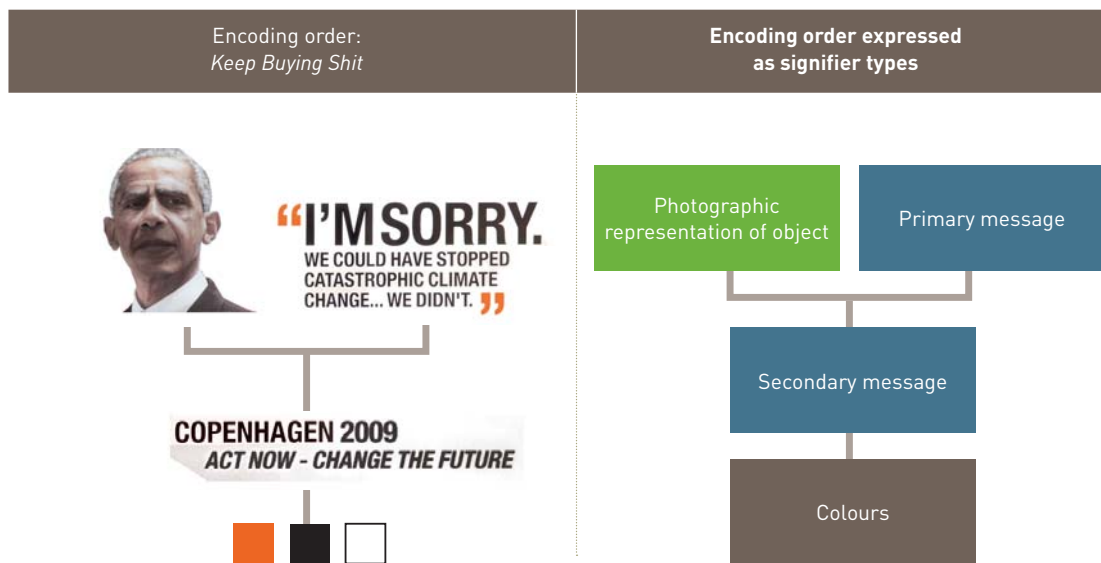 Encoding order:
Keep Buying Shit
Encoding order expressed
as signifier types
“I'M SORRY.
WE COULD HAVE STOPPED
CATASTROPHIC CLIMATE
CHANGE... WE DIDN'T. ”
COPENHAGEN 2009
ACT NOW - CHANGE THE FUTURE
Photographic
representation of object
Primary message
Secondary message
Colours